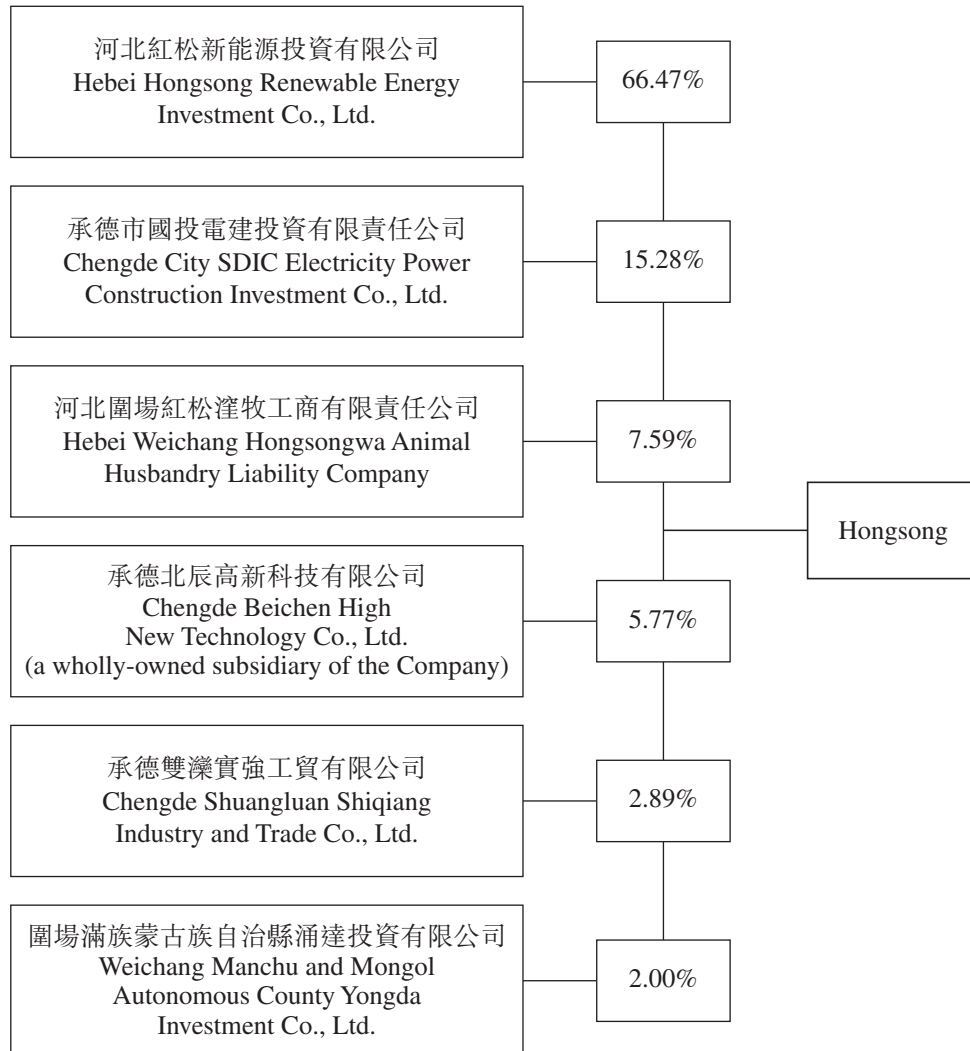 河北紅松新能源投資有限公司
Hebei Hongsong Renewable Energy
Investment Co., Ltd.
66.47%
承德市國投電建投資有限責任公司
Chengde City SDIC Electricity Power
Construction Investment Co., Ltd.
15.28%
河北圍場紅松漥牧工商有限責任公司
Hebei Weichang Hongsongwa Animal
Husbandry Liability Company
7.59%
Hongsong
承德北辰高新科技有限公司
Chengde Beichen High
New Technology Co., Ltd.
(a wholly-owned subsidiary of the Company)
5.77%
承德雙灤實強工貿有限公司
Chengde Shuangluan Shiqiang
Industry and Trade Co., Ltd.
2.89%
圍場滿族蒙古族自治縣涌達投資有限公司
Weichang Manchu and Mongol
Autonomous County Yongda
Investment Co., Ltd.
2.00%